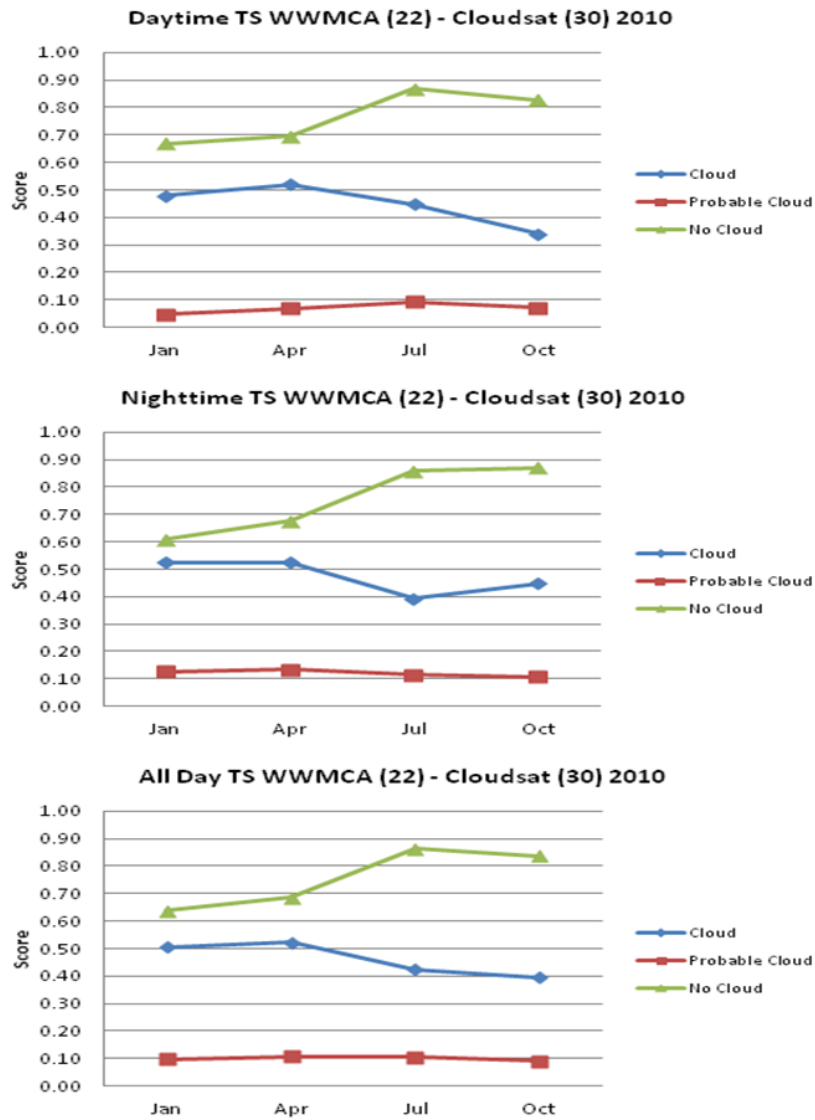 Daytime TS WWMCA (22) - Cloudsat (30) 2010
1.00
0.90
0.80
0.70
0.60
0.50
0.40
0.30
0.20
0.10
0.00
Score
Jan Apr Jul Oct
Cloud
Probable Cloud
No Cloud
Nighttime TS WWMCA (22) - Cloudsat (30) 2010
1.00
0.90
0.80
0.70
0.60
0.50
0.40
0.30
0.20
0.10
0.00
Score
Jan Apr Jul Oct
Cloud
Probable Cloud
No Cloud
All Day TS WWMCA (22) - Cloudsat (30) 2010
1.00
0.90
0.80
0.70
0.60
0.50
0.40
0.30
0.20
0.10
0.00
Score
Jan Apr Jul Oct
Cloud
Probable Cloud
No Cloud